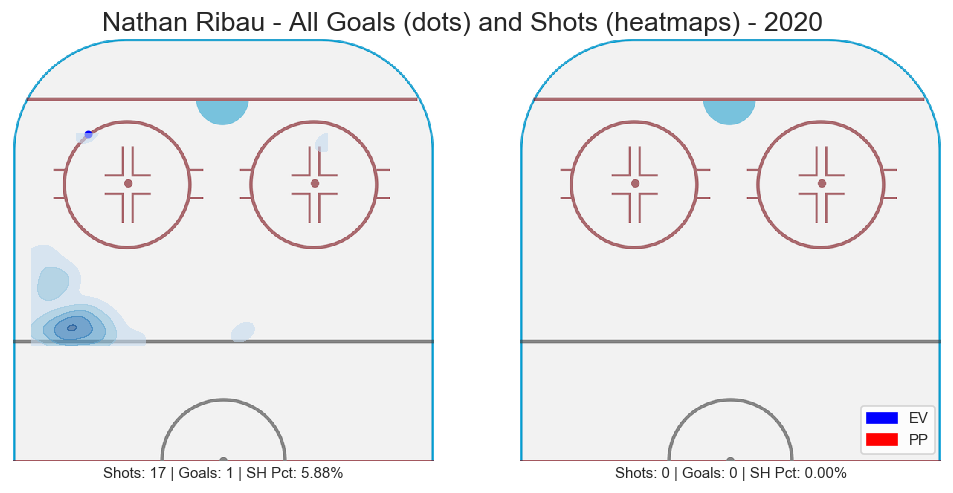 Nathan Ribau - All Goals (dots) and Shots (heatmaps) - 2020
EV
PP
Shots: 17 | Goals: 1 | SH Pct: 5.88%
Shots: 0 | Goals: 0 | SH Pct: 0.00%